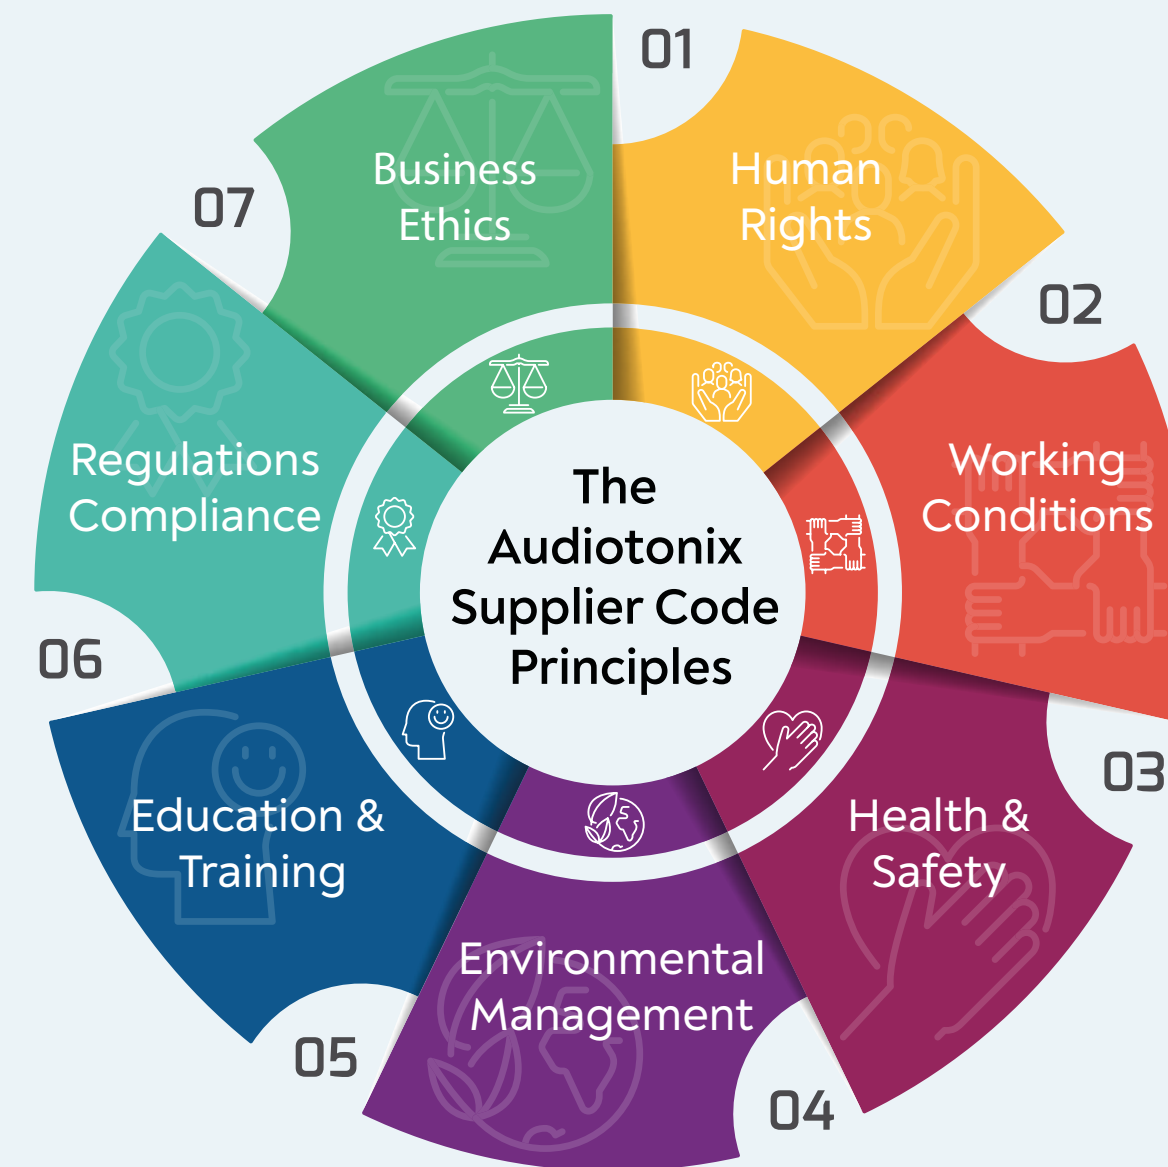 The
Audiotonix
Supplier Code
Principles
01
Human
Rights
02
Working
Conditions
03
Health &
Safety
04
Environmental
Management
05
Education &
Training
06
Regulations
Compliance
07
Business
Ethics